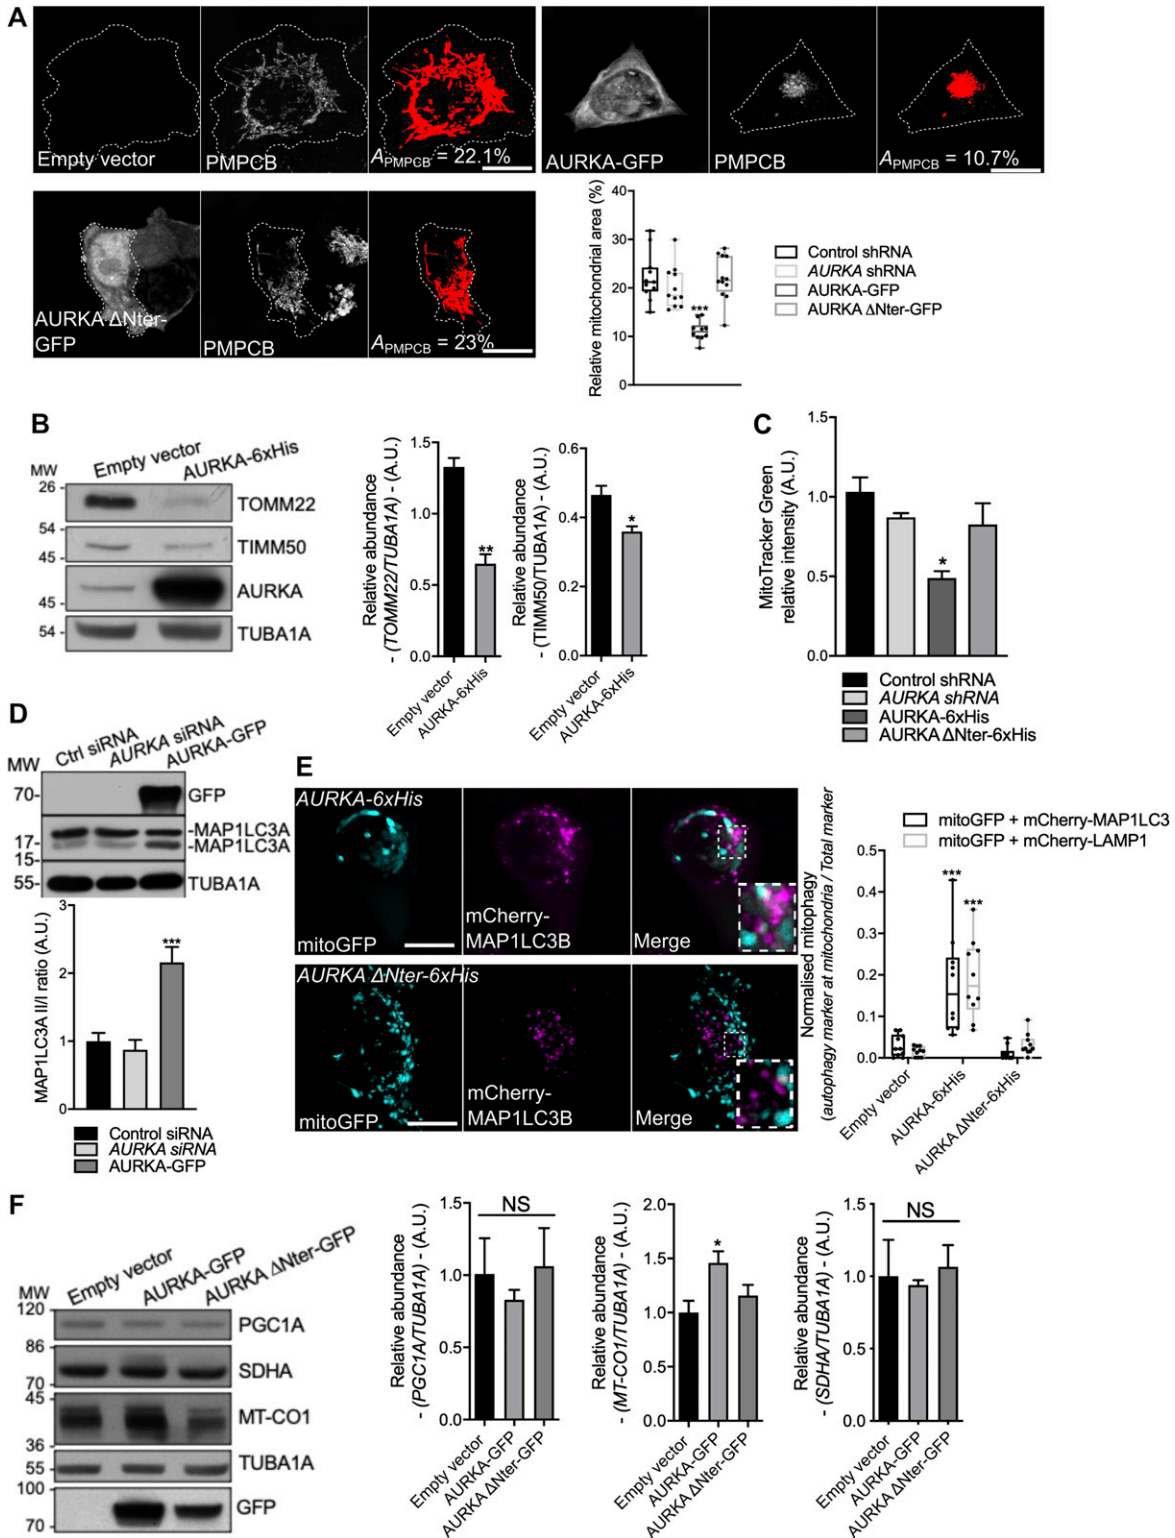 A
Empty vector
PMPCB
APMPCB = 22.1%
AURKA-GFP
PMPCB
APMPCB = 10.7%
AURKA ΔNter-
GFP
PMPCB
APMPCB = 23%
Relative mitochondrial area (%)
40
30
20
10
0
***
Control shRNA
AURKA shRNA
AURKA-GFP
AURKA ΔNter-GFP
B
MW
Empty vector
AURKA-6xHis
26
TOMM22
54
45
TIMM50
45
AURKA
54
TUBA1A
Relative abundance
- (TOMM22/TUBA1A) - (A.U.)
1.5
1.0
0.5
0.0
**
Empty vector
AURKA-6xHis
Relative abundance
- (TIMM50/TUBA1A) - (A.U.)
0.6
0.4
0.2
0.0
*
Empty vector
AURKA-6xHis
C
MitoTracker Green
relative intensity (A.U.)
1.5
1.0
0.5
0.0
*
Control shRNA
AURKA shRNA
AURKA-6xHis
AURKA ΔNter-6xHis
D
MW
Ctrl siRNA
AURKA siRNA
AURKA-GFP
70-
GFP
-MAP1LC3A
17-
-MAP1LC3A
15-
55-
TUBA1A
MAP1LC3A II/I ratio (A.U.)
3
2
1
0
***
Control siRNA
AURKA siRNA
AURKA-GFP
E
AURKA-6xHis
mitoGFP
mCherry-
MAP1LC3B
Merge
AURKA ΔNter-6xHis
mitoGFP
mCherry-
MAP1LC3B
Merge
Normalised mitophagy
(autophagy marker at mitochondria / Total marker
mitoGFP + mCherry-MAP1LC3
mitoGFP + mCherry-LAMP1
0.5
0.4
0.3
0.2
0.1
0.0
***
***
Empty vector
AURKA-6xHis
AURKA ΔNter-6xHis
F
MW
Empty vector
AURKA-GFP
AURKA ΔNter-GFP
120
PGC1A
86
SDHA
70
45
MT-CO1
36
TUBA1A
55
100
GFP
70
Relative abundance
- (PGC1A/TUBA1A) - (A.U.)
1.5
1.0
0.5
0.0
NS
Empty vector
AURKA-GFP
AURKA ΔNter-GFP
Relative abundance
- (MT-CO1/TUBA1A) - (A.U.)
2.0
1.5
1.0
0.5
0.0
*
Empty vector
AURKA-GFP
AURKA ΔNter-GFP
Relative abundance
- (SDHA/TUBA1A) - (A.U.)
1.5
1.0
0.5
0.0
NS
Empty vector
AURKA-GFP
AURKA ΔNter-GFP